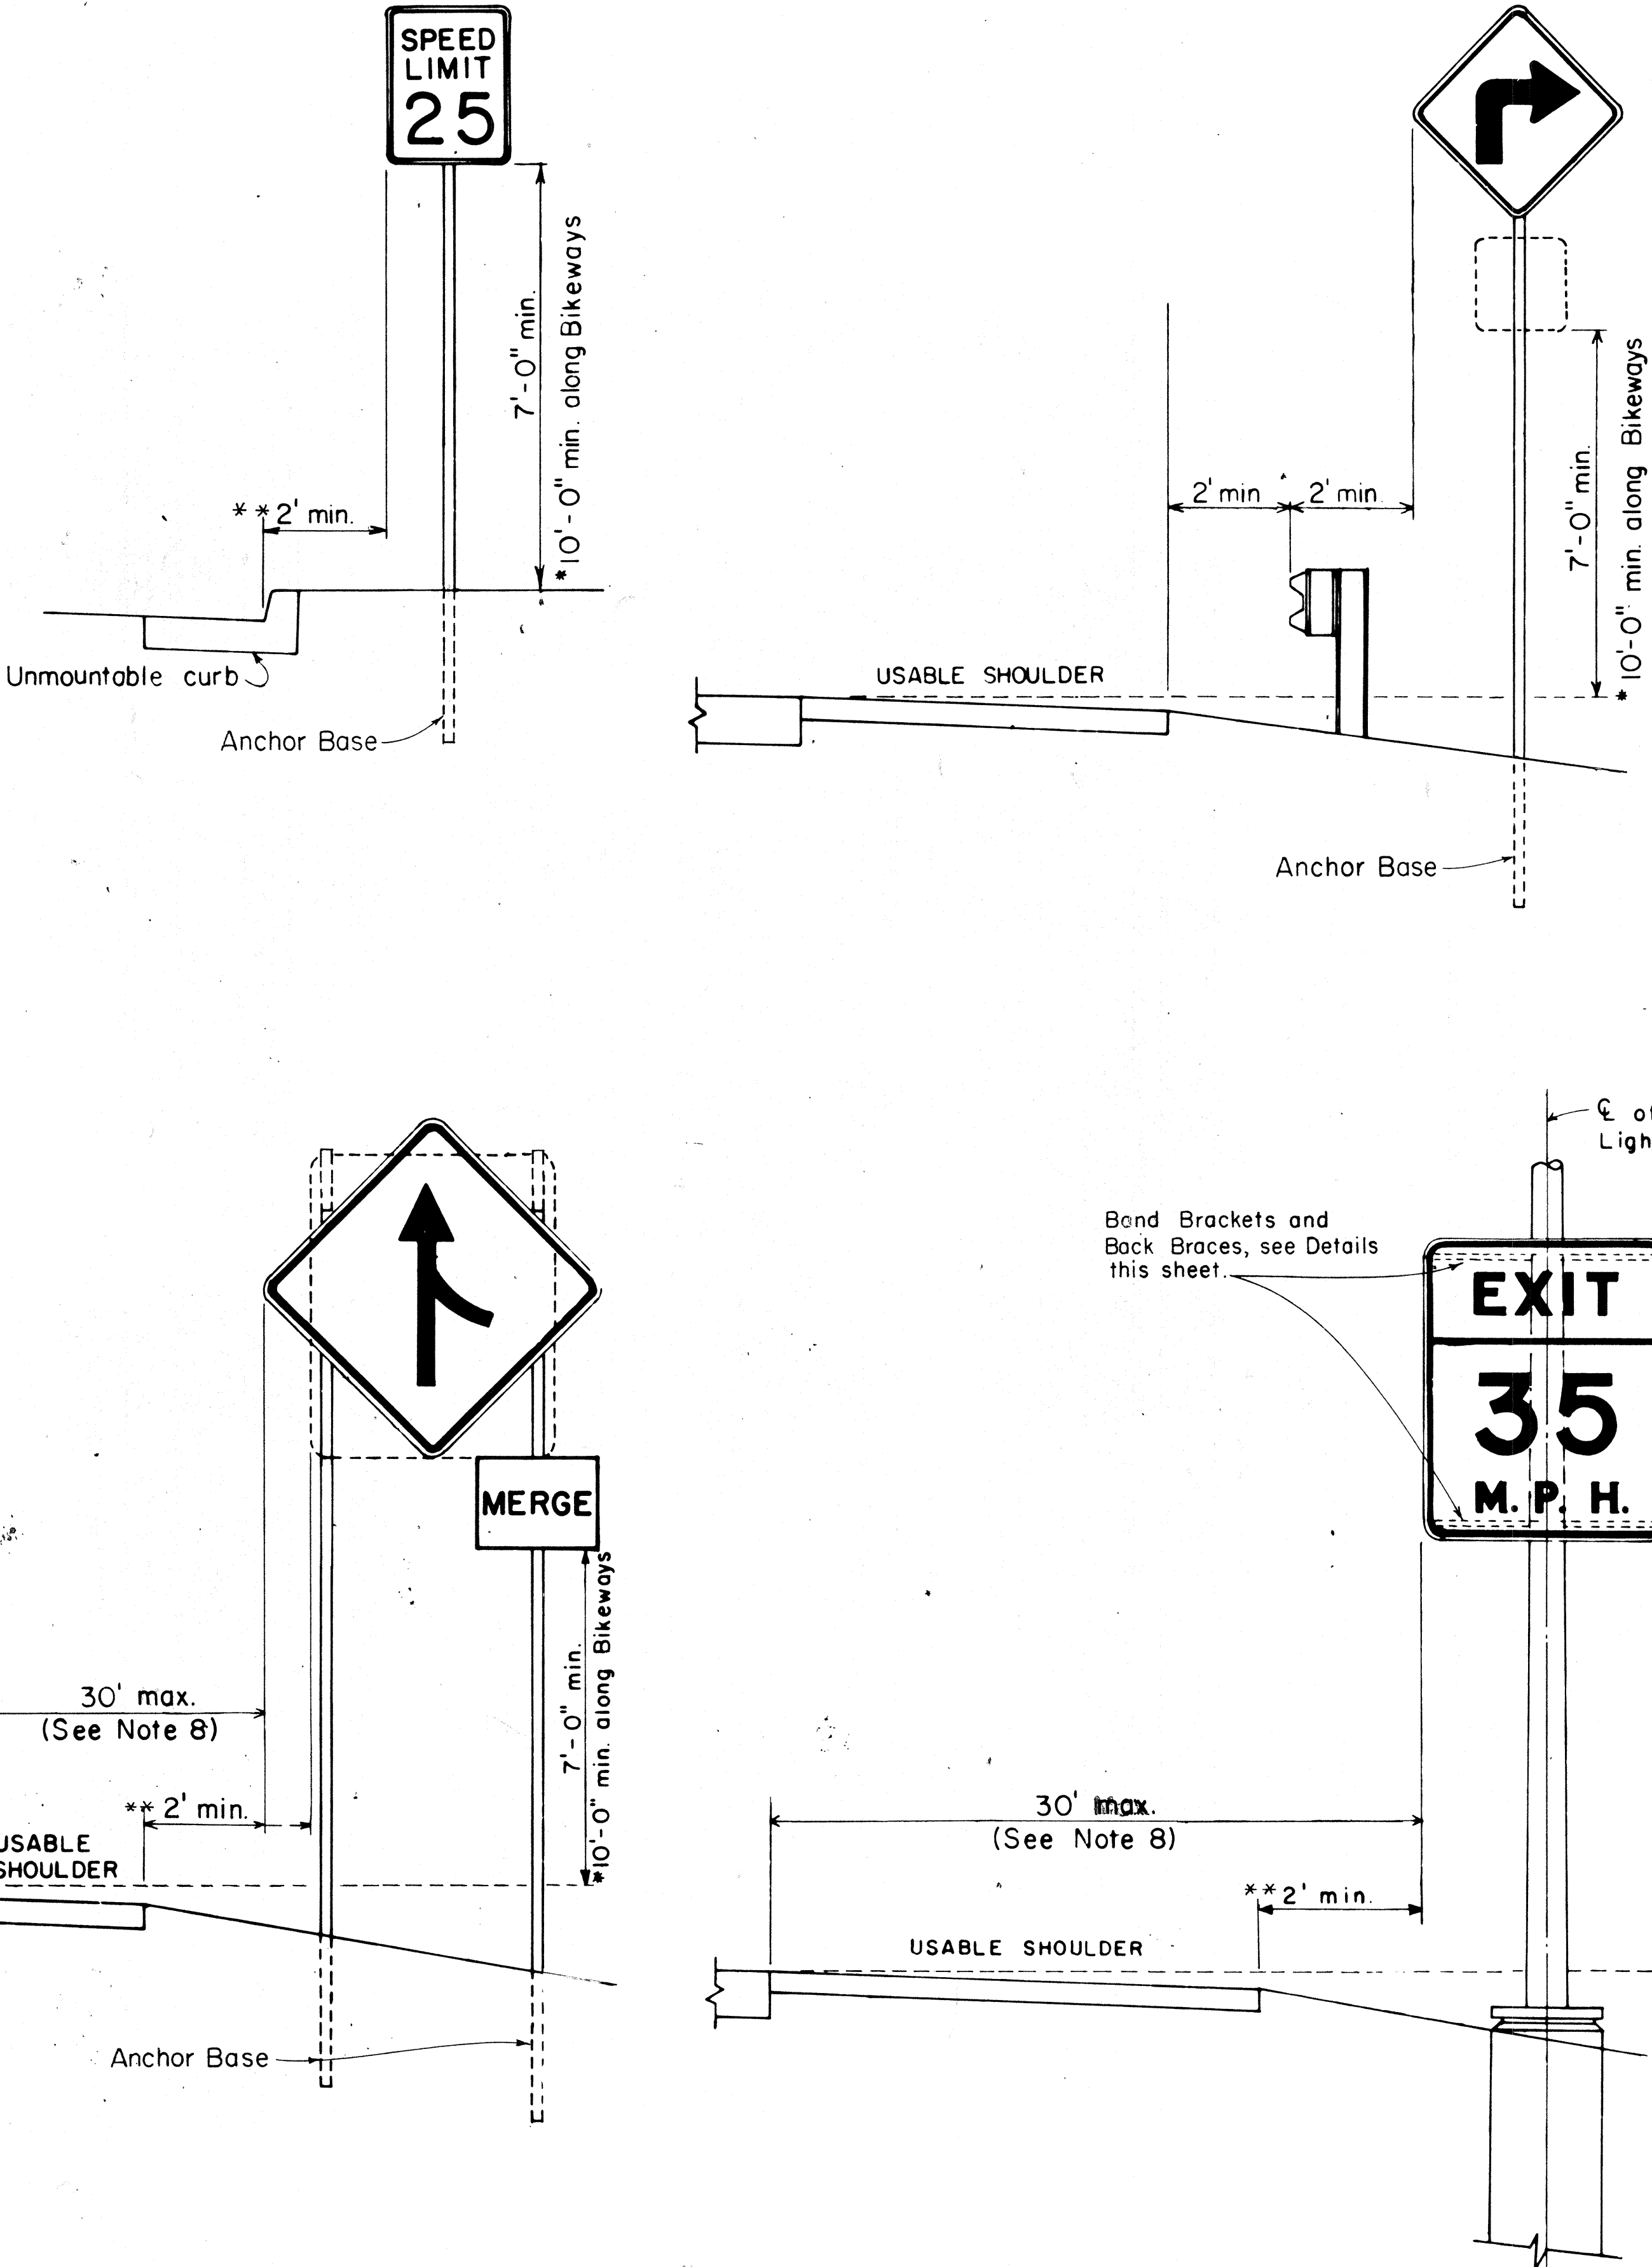 SPEED
LIMIT
25
7'-0" min.
*10'-0" min. along Bikeways
**2' min.
Unmountable curb
Anchor Base
2' min
2' min.
7'-0" min.
*10'-0" min. along Bikeways
USABLE SHOULDER
Anchor Base
MERGE
30' max.
(See Note 8)
7'-0" min.
*10'-0" min. along Bikeways
** 2' min.
USABLE
SHOULDER
Anchor Base
Band Brackets and
Back Braces, see Details
this sheet.
EXIT
35
M. P. H.
30' max.
(See Note 8)
**2' min.
USABLE SHOULDER